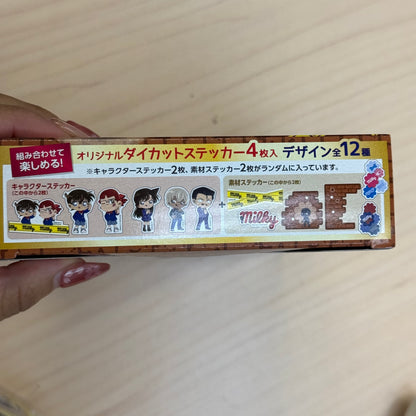 組み合わせて
楽しめる!
オリジナルダイカットステッカー4枚入 デザイン全12種
※キャラクターステッカー2枚、素材ステッカー2枚がランダムに入っています。
キャラクターステッカー
(この中から2枚)
素材ステッカー(この中から2枚)
+
Milky